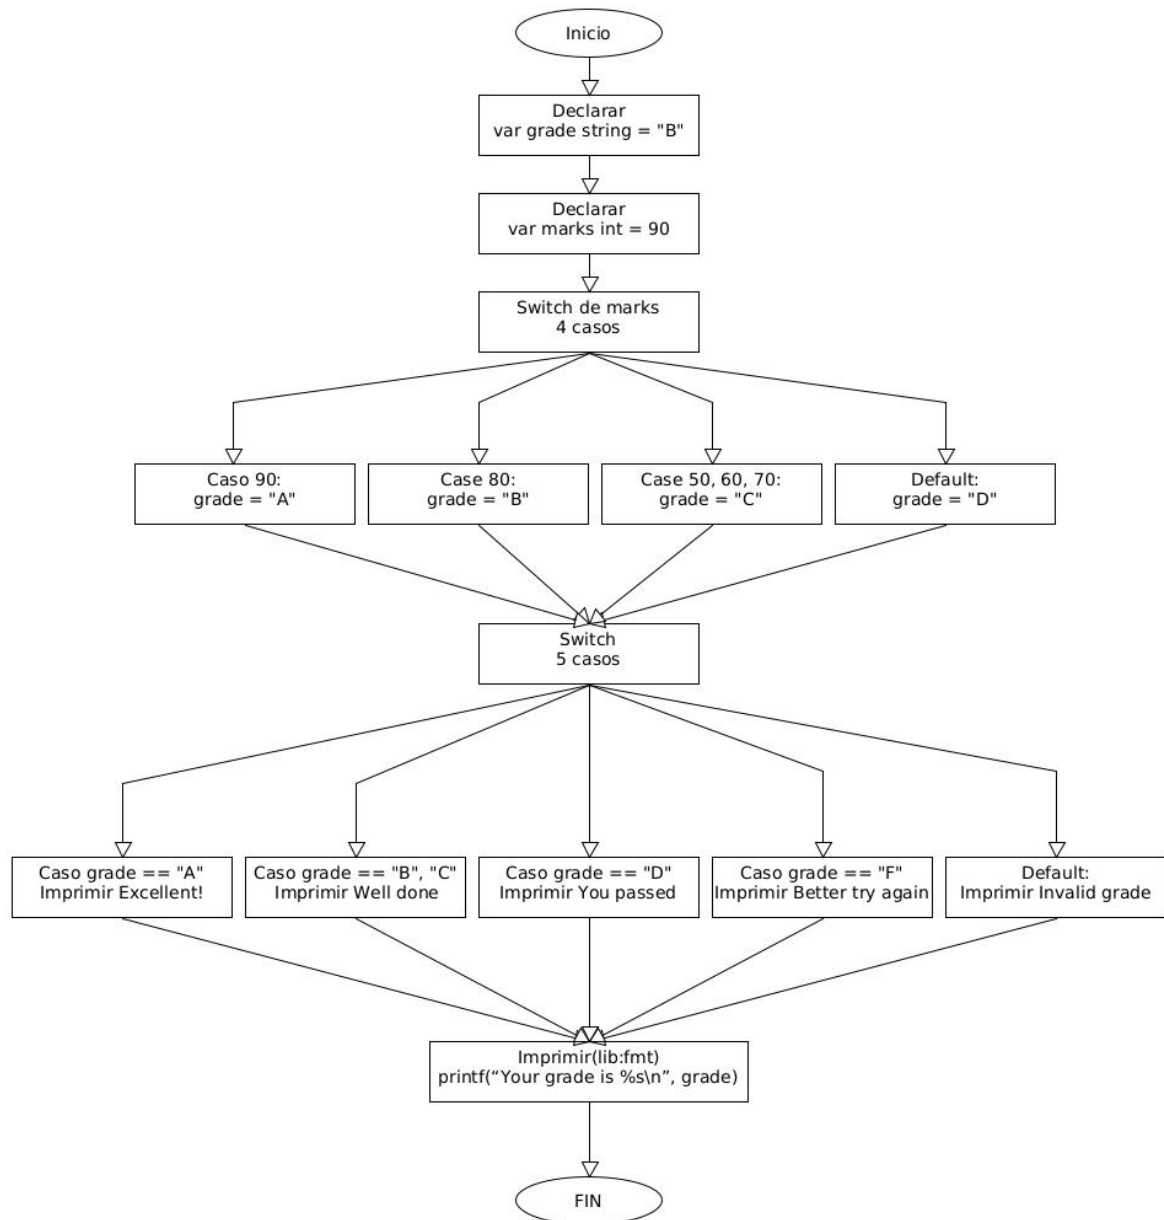 Inicio
Declarar
var grade string = "B"
Declarar
var marks int = 90
Switch de marks
4 casos
Caso 90:
grade = "A"
Case 80:
grade = "B"
Case 50, 60, 70:
grade = "C"
Default:
grade = "D"
Switch
5 casos
Caso grade == "A"
Imprimir Excellent!
Caso grade == "B", "C"
Imprimir Well done
Caso grade == "D"
Imprimir You passed
Caso grade == "F"
Imprimir Better try again
Default:
Imprimir Invalid grade
Imprimir(lib:fmt)
printf(“Your grade is %s\n”, grade)
FIN